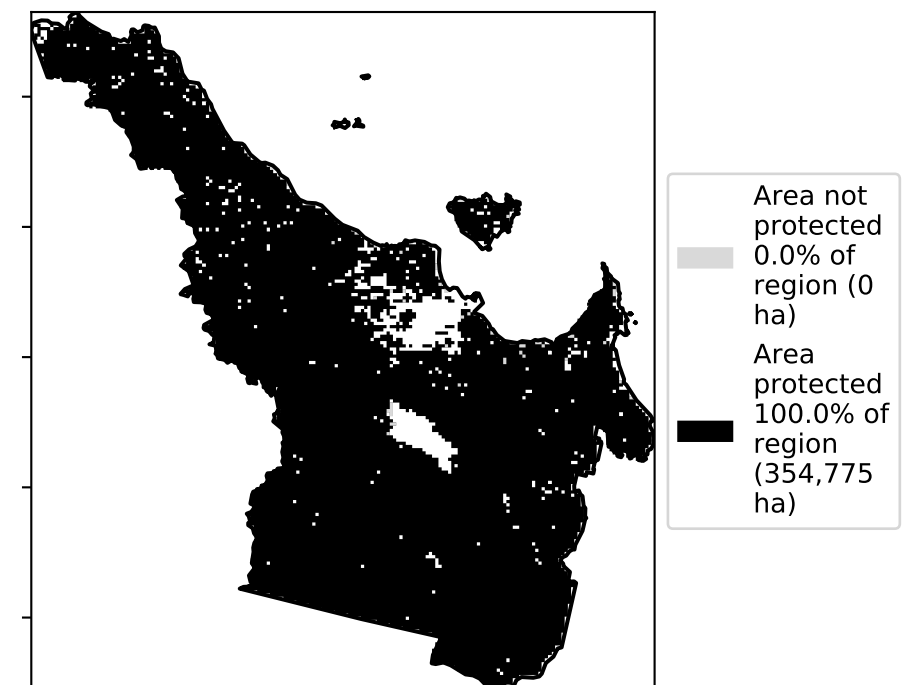 Area not
protected
0.0% of
region (0
ha)
Area
protected
100.0% of
region
(354,775
ha)